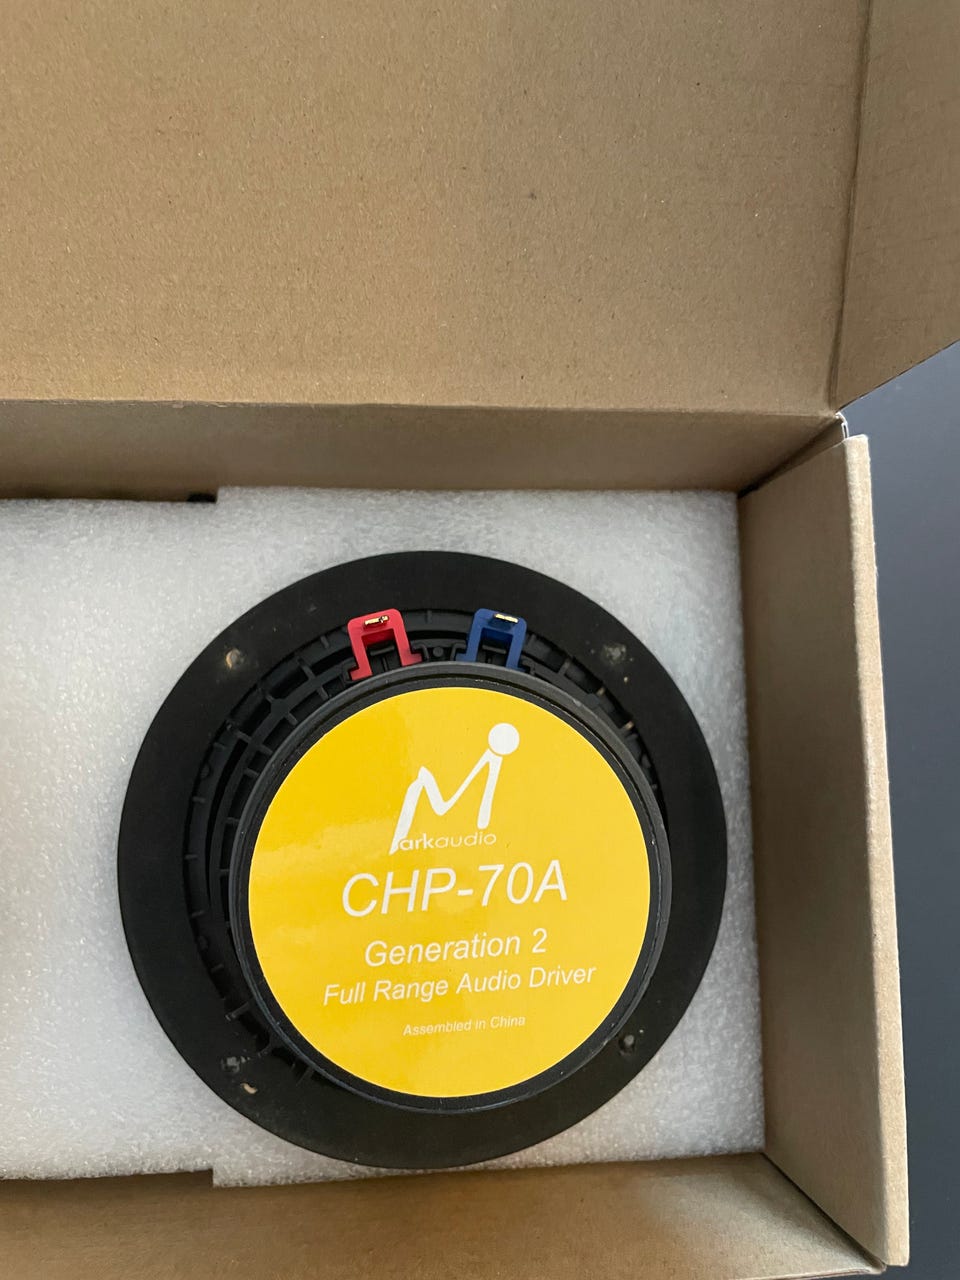 Markaudio
CHP-70A
Generation 2
Full Range Audio Driver
Assembled in China